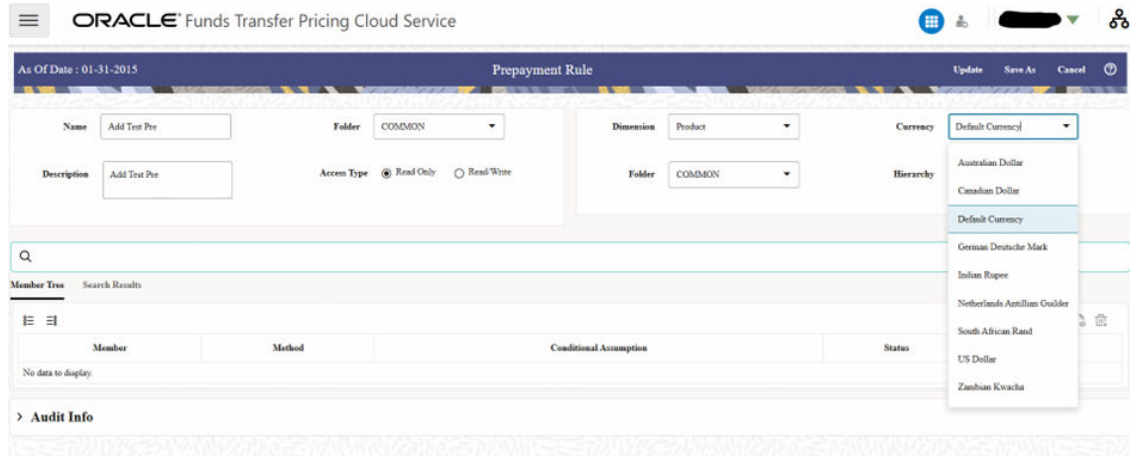 ORACLE Funds Transfer Pricing Cloud Service
As Of Date : 01-31-2015 Prepayment Rule Update Save As Cancel
Name Add Test Pre Folder COMMON Dimension Product Currency Default Currency
Description Add Test Pre Access Type Read Only Read/Write Folder COMMON Hierarchy
Australian Dollar
Canadian Dollar
Default Currency
German Deutsche Mark
Indian Rupee
Netherlands Antillian Guilder
South African Rand
US Dollar
Zambian Kwacha
Member Tree Search Results
Member Method Conditional Assumption Status
No data to display.
Audit Info